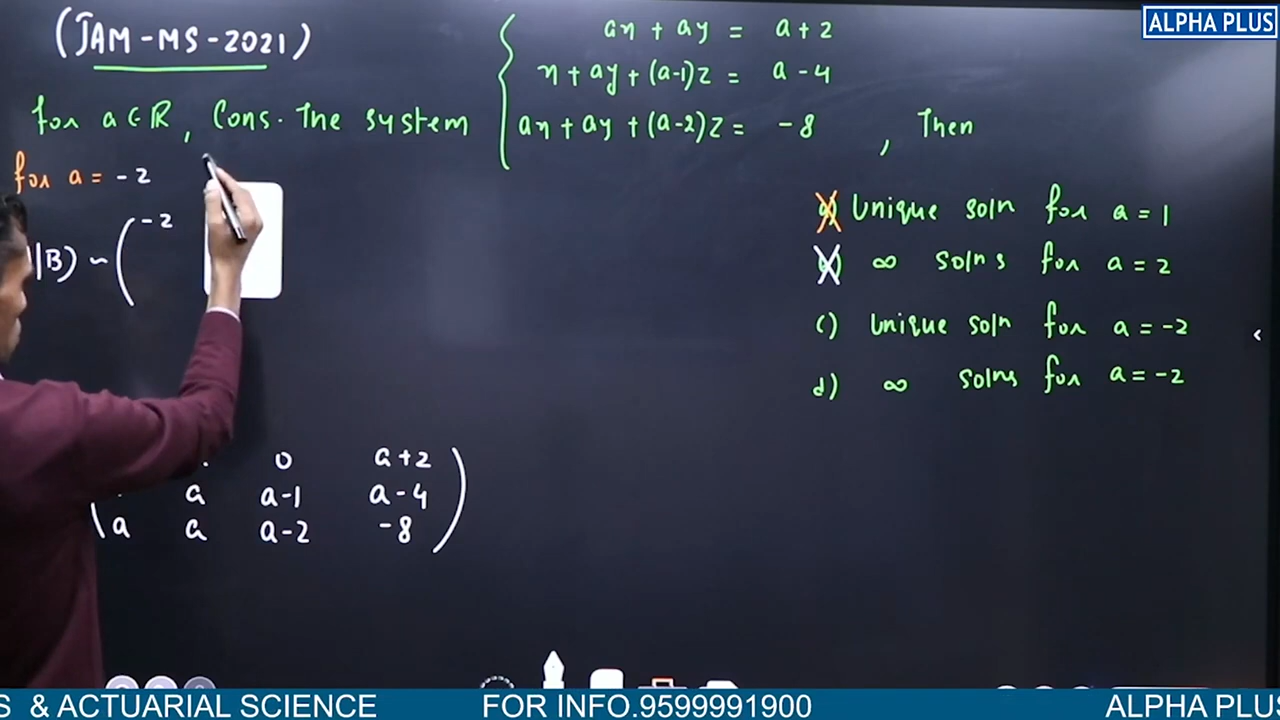 ALPHA PLUS
(JAM-MS-2021)
ax + ay = a+2
x + ay + (a-1)z = a-4
for a∈R, Cons. The system
ax + ay + (a-2)z = -8, Then
for a = -2
a) Unique soln for a = 1
|B) ~ ( -2
b) ∞ solns for a = 2
c) Unique soln for a = -2
d) ∞ solns for a = -2
0 a+2
a a-1 a-4
a a a-2 -8
S & ACTUARIAL SCIENCE FOR INFO.9599991900 ALPHA PLUS